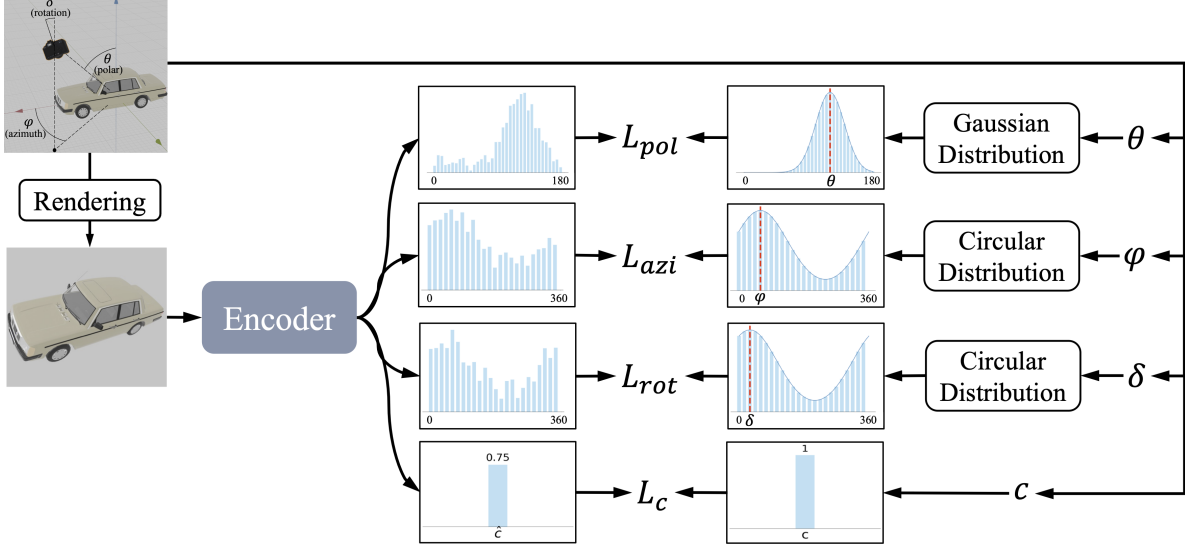 δ
(rotation)
θ
(polar)
φ
(azimuth)
Rendering
Encoder
0 180
L_pol
0 θ 180
Gaussian
Distribution
θ
0 360
L_azi
0 φ 360
Circular
Distribution
φ
0 360
L_rot
0 δ 360
Circular
Distribution
δ
0.75
ĉ
L_c
1
c
c